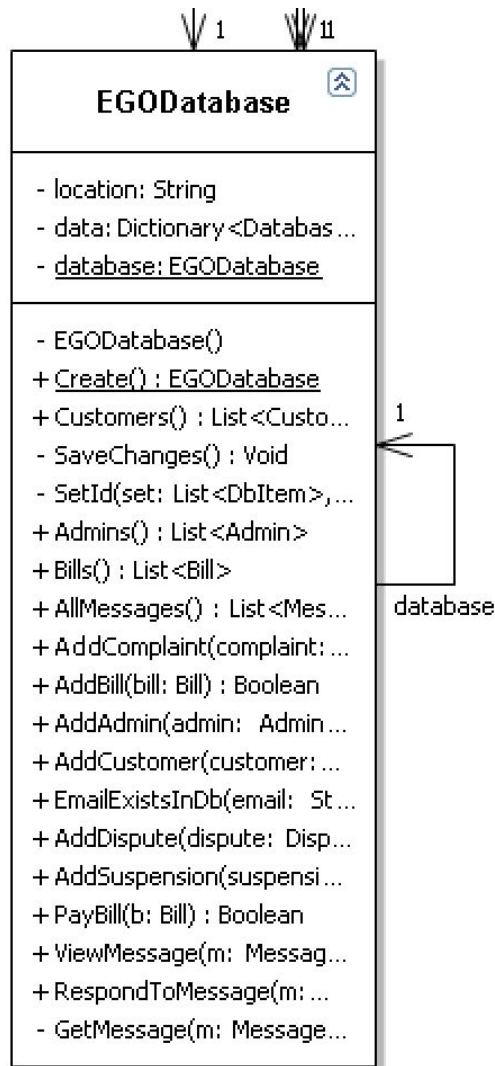 1 11
EGODatabase
- location: String
- data: Dictionary<Databas...
- database: EGODatabase
- EGODatabase()
+ Create() : EGODatabase
+ Customers() : List<Custo...
- SaveChanges() : Void
- SetId(set: List<DbItem>,...
+ Admins() : List<Admin>
+ Bills() : List<Bill>
+ AllMessages() : List<Mes...
+ AddComplaint(complaint: ...
+ AddBill(bill: Bill) : Boolean
+ AddAdmin(admin: Admin...
+ AddCustomer(customer: ...
+ EmailExistsInDb(email: St...
+ AddDispute(dispute: Disp...
+ AddSuspension(suspensi...
+ PayBill(b: Bill) : Boolean
+ ViewMessage(m: Messag...
+ RespondToMessage(m: ...
- GetMessage(m: Message...
1
database